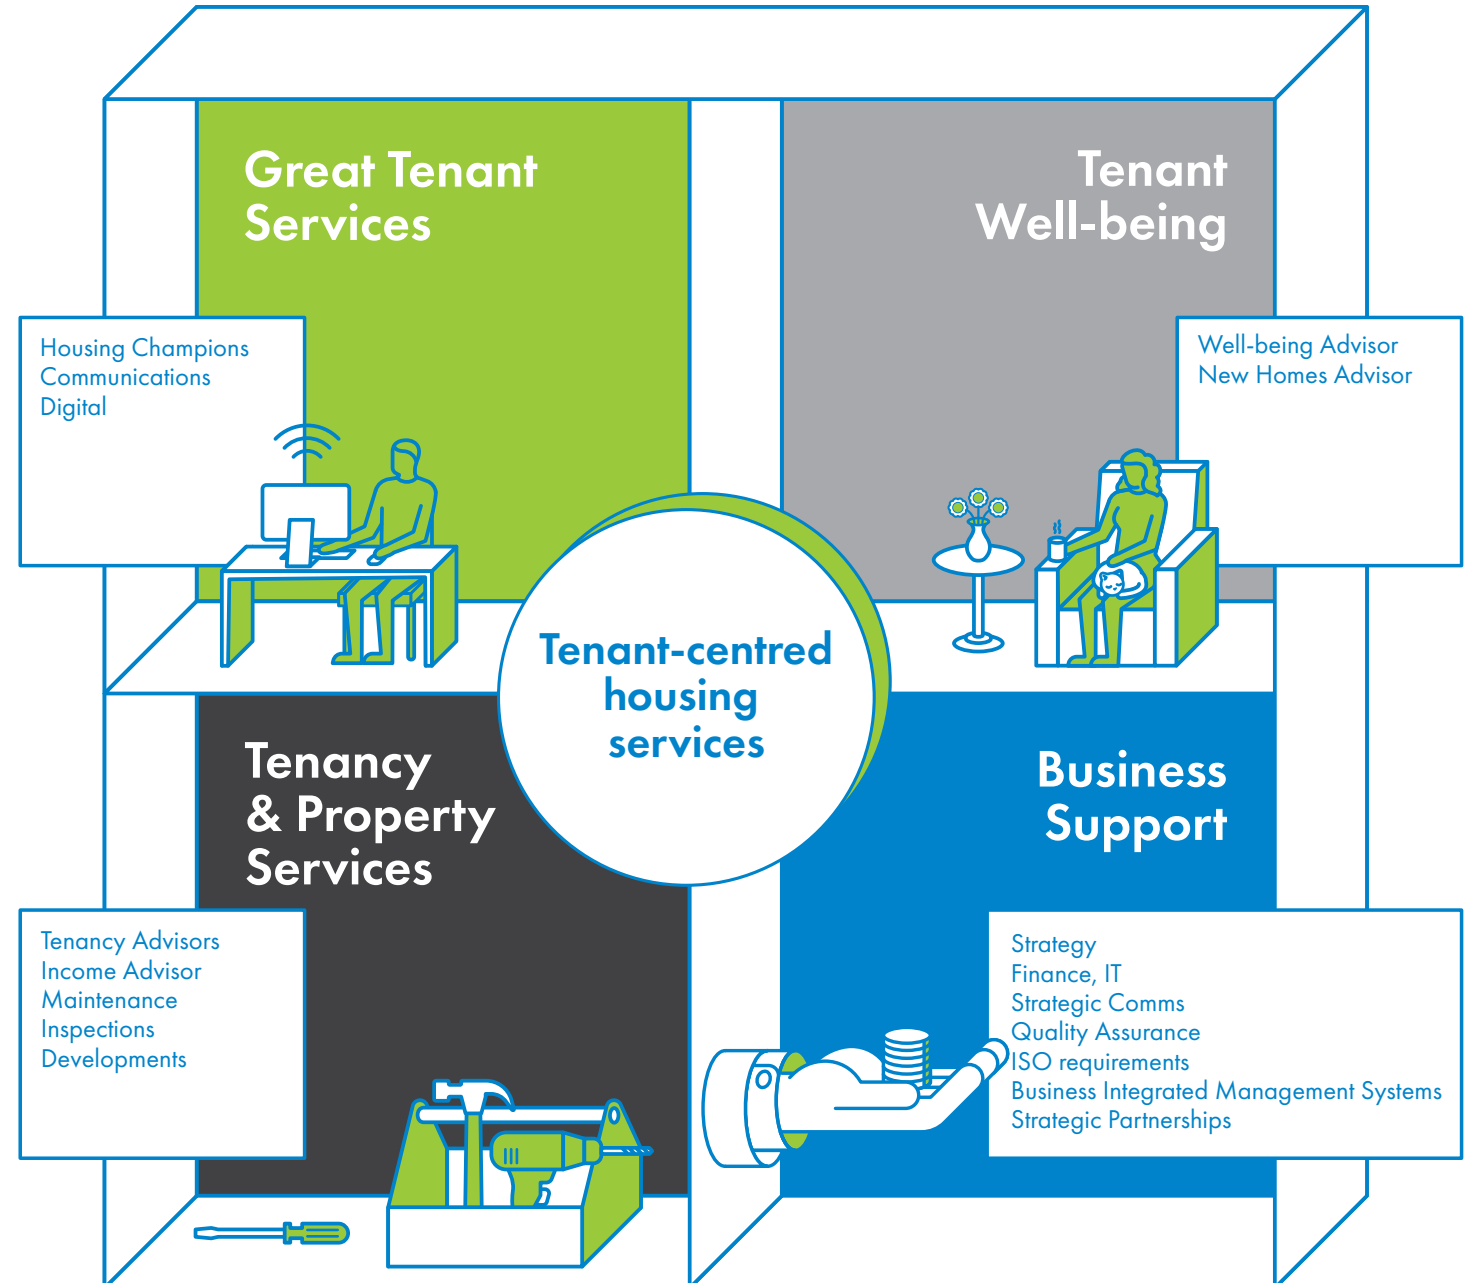 Great Tenant
Services
Housing Champions
Communications
Digital
Tenant
Well-being
Well-being Advisor
New Homes Advisor
Tenant-centred
housing
services
Tenancy
& Property
Services
Tenancy Advisors
Income Advisor
Maintenance
Inspections
Developments
Business
Support
Strategy
Finance, IT
Strategic Comms
Quality Assurance
ISO requirements
Business Integrated Management Systems
Strategic Partnerships